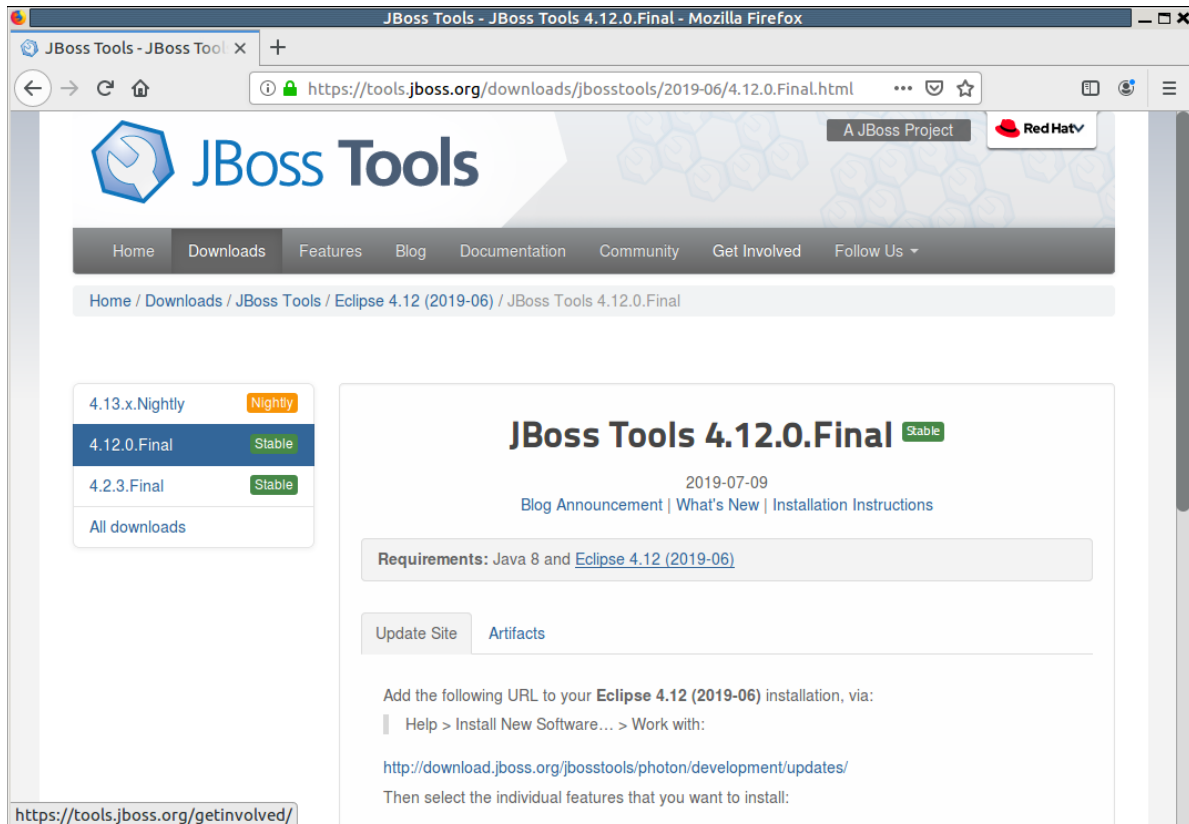 JBoss Tools - JBoss Tools 4.12.0.Final - Mozilla Firefox
JBoss Tools - JBoss Tool
https://tools.jboss.org/downloads/jbosstools/2019-06/4.12.0.Final.html
JBoss Tools
A JBoss Project
Red Hat
Home Downloads Features Blog Documentation Community Get Involved Follow Us
Home / Downloads / JBoss Tools / Eclipse 4.12 (2019-06) / JBoss Tools 4.12.0.Final
4.13.x.Nightly Nightly
4.12.0.Final Stable
4.2.3.Final Stable
All downloads
JBoss Tools 4.12.0.Final Stable
2019-07-09
Blog Announcement | What's New | Installation Instructions
Requirements: Java 8 and Eclipse 4.12 (2019-06)
Update Site Artifacts
Add the following URL to your Eclipse 4.12 (2019-06) installation, via:
Help > Install New Software… > Work with:
http://download.jboss.org/jbosstools/photon/development/updates/
Then select the individual features that you want to install:
https://tools.jboss.org/getinvolved/